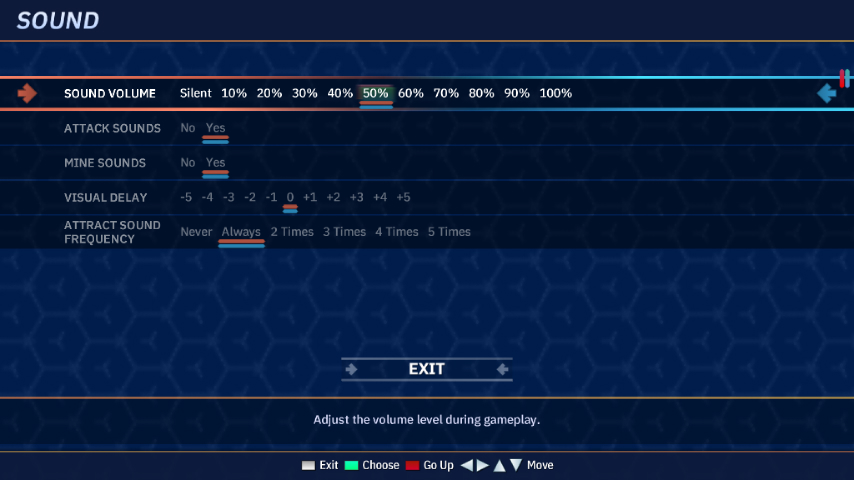 SOUND
SOUND VOLUME Silent 10% 20% 30% 40% 50% 60% 70% 80% 90% 100%
ATTACK SOUNDS No Yes
MINE SOUNDS No Yes
VISUAL DELAY -5 -4 -3 -2 -1 0 +1 +2 +3 +4 +5
ATTRACT SOUND
FREQUENCY Never Always 2 Times 3 Times 4 Times 5 Times
EXIT
Adjust the volume level during gameplay.
Exit Choose Go Up Move